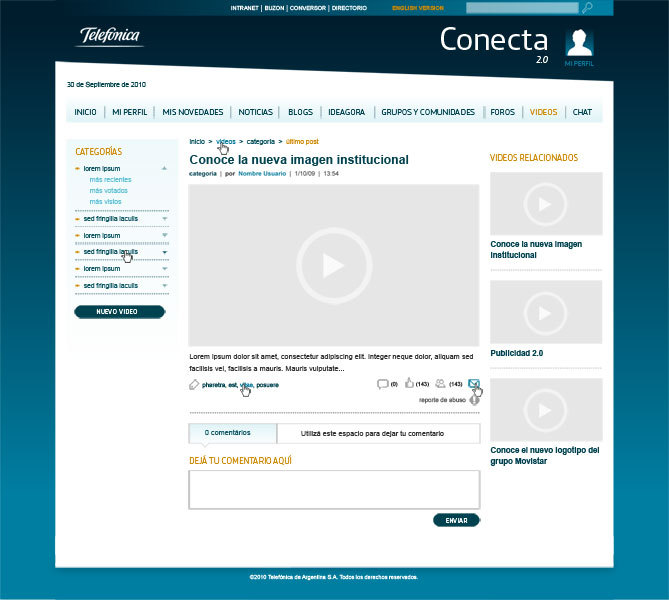 INTRANET | BUZON | CONVERSOR | DIRECTORIO
ENGLISH VERSION
Telefónica
Conecta
2.0
MI PERFIL
30 de Septiembre de 2010
INICIO | MI PERFIL | MIS NOVEDADES | NOTICIAS | BLOGS | IDEAGORA | GRUPOS Y COMUNIDADES | FOROS | VIDEOS | CHAT
CATEGORÍAS
lorem ipsum
más recientes
más votados
más vistos
sed fringilla iaculis
lorem ipsum
sed fringilla iaculis
lorem ipsum
sed fringilla iaculis
NUEVO VIDEO
Inicio > videos > categoria > último post
Conoce la nueva imagen institucional
categoria | por Nombre Usuario | 1/10/09 | 13:54
Lorem ipsum dolor sit amet, consectetur adipiscing elit. Integer neque dolor, aliquam sed
facilisis vel, facilisis a mauris. Mauris vulputate...
pharetra, est, vitae, posuere
(0) (143) (143)
reporte de abuso
0 comentários
Utilizá este espacio para dejar tu comentario
DEJÁ TU COMENTARIO AQUÍ
ENVIAR
VIDEOS RELACIONADOS
Conoce la nueva imagen
institucional
Publicidad 2.0
Conoce el nuevo logotipo del
grupo Movistar
©2010 Telefónica de Argentina S.A. Todos los derechos reservados.